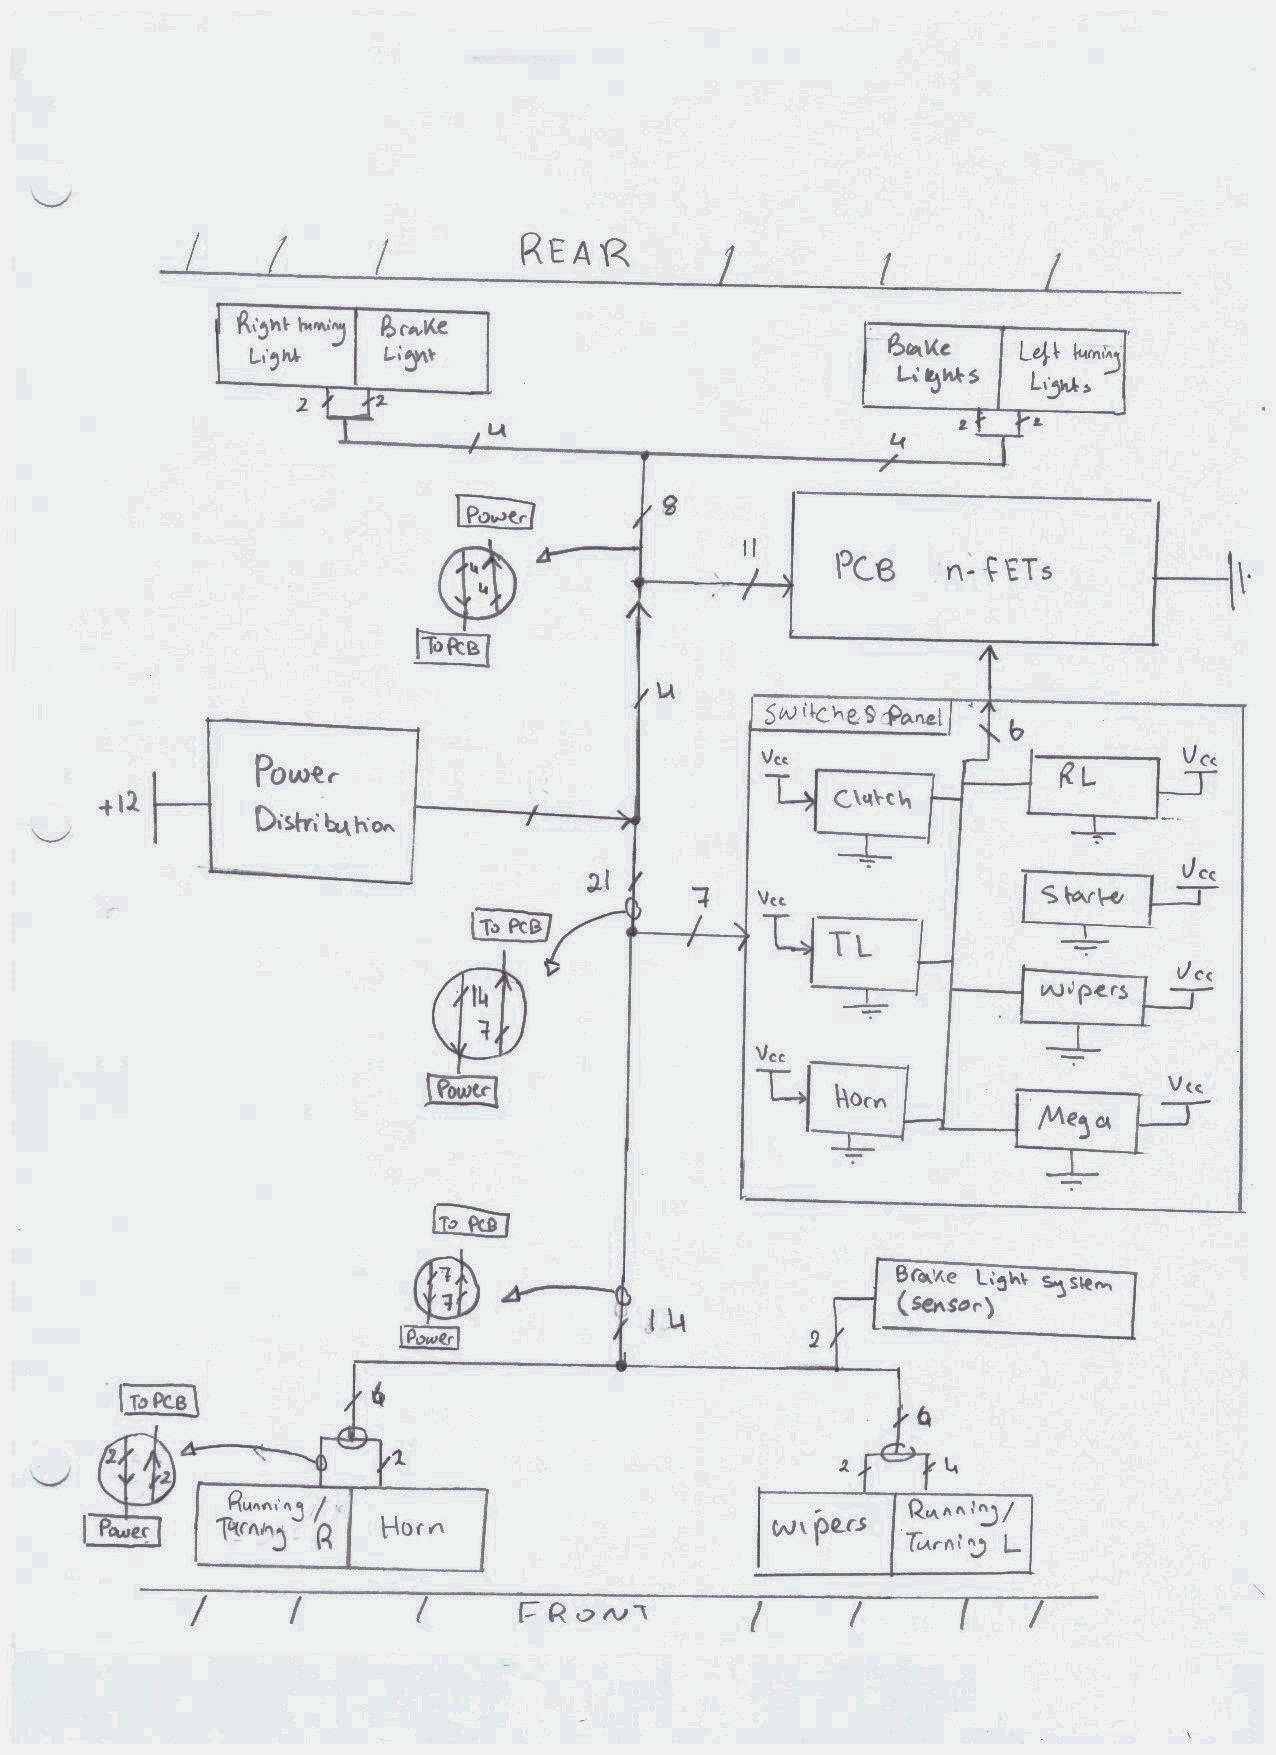 REAR
Right turning
Light
Brake
Light
Brake
Lights
Left turning
Lights
2
2
4
4
2
2
8
Power
4
4
To PCB
11
PCB n-FETs
4
Switches Panel
6
+12
Power
Distribution
21
7
Vcc
Clutch
RL
Vcc
Vcc
TL
Starte
Vcc
Wipers
Vcc
Vcc
Horn
Mega
Vcc
To PCB
14
7
Power
To PCB
7
7
Power
14
Brake Light System
(sensor)
2
6
6
To PCB
2
2
Power
2
2
4
Running/
Turning R
Horn
Wipers
Running/
Turning L
FRONT